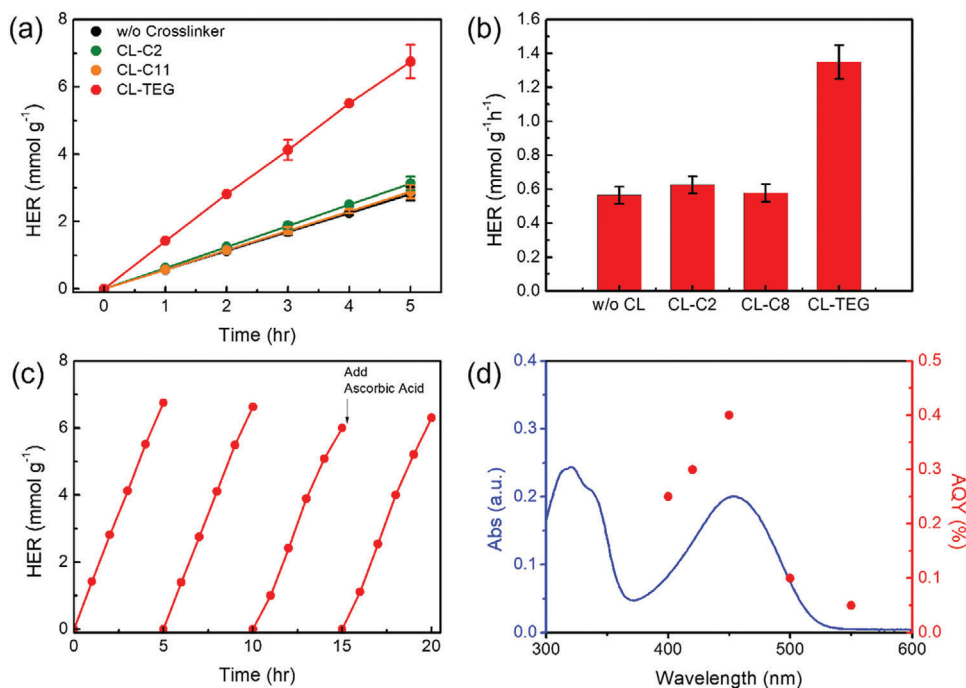 (a)
w/o Crosslinker
CL-C2
CL-C11
CL-TEG
HER (mmol g⁻¹)
8
6
4
2
0
0 1 2 3 4 5
Time (hr)
(b)
HER (mmol g⁻¹h⁻¹)
1.6
1.4
1.2
1.0
0.8
0.6
0.4
0.2
0.0
w/o CL CL-C2 CL-C8 CL-TEG
(c)
Add
Ascorbic Acid
HER (mmol g⁻¹)
8
6
4
2
0
0 5 10 15 20
Time (hr)
(d)
Abs (a.u.)
0.4
0.3
0.2
0.1
0.0
300 400 500 600
Wavelength (nm)
0.5
0.4
0.3
0.2
0.1
0.0
AQY (%)